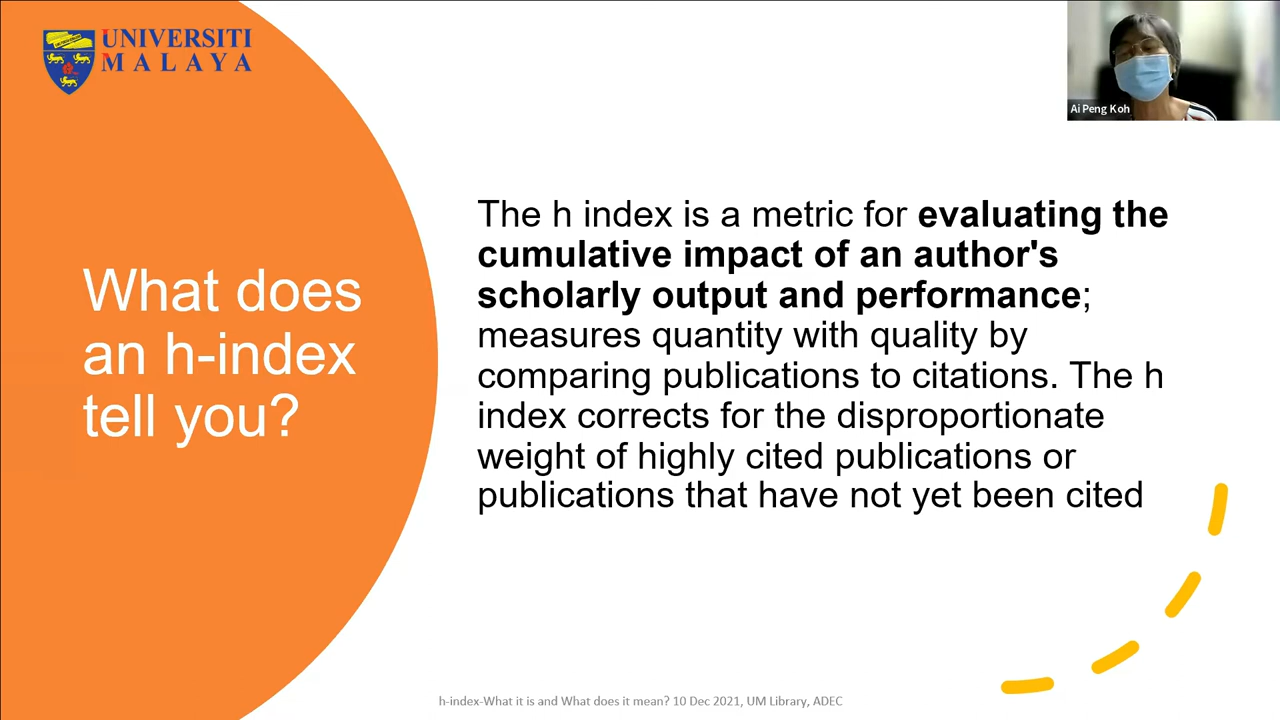 UNIVERSITI
MALAYA
Ai Peng Koh
What does
an h-index
tell you?
The h index is a metric for evaluating the
cumulative impact of an author's
scholarly output and performance;
measures quantity with quality by
comparing publications to citations. The h
index corrects for the disproportionate
weight of highly cited publications or
publications that have not yet been cited
h-index-What it is and What does it mean? 10 Dec 2021, UM Library, ADEC